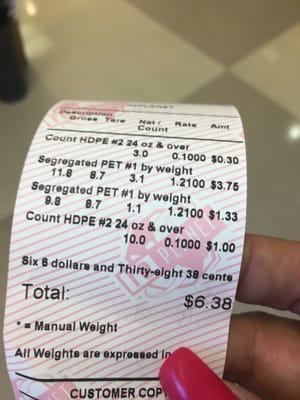 rePLANET
Description
Gross Tare Net / Rate Amt
Count
Count HDPE #2 24 oz & over
3.0 0.1000 $0.30
Segregated PET #1 by weight
11.8 8.7 3.1 1.2100 $3.75
Segregated PET #1 by weight
9.8 8.7 1.1 1.2100 $1.33
Count HDPE #2 24 oz & over
10.0 0.1000 $1.00
Six 6 dollars and Thirty-eight 38 cents
Total: $6.38
* = Manual Weight
All Weights are expressed in
CUSTOMER COPY
PLANET